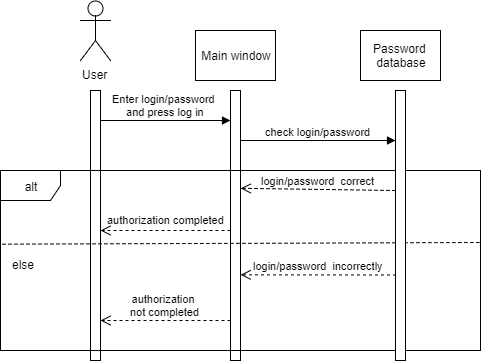 User
Main window
Password
database
Enter login/password
and press log in
check login/password
alt
login/password correct
authorization completed
else
login/password incorrectly
authorization
not completed